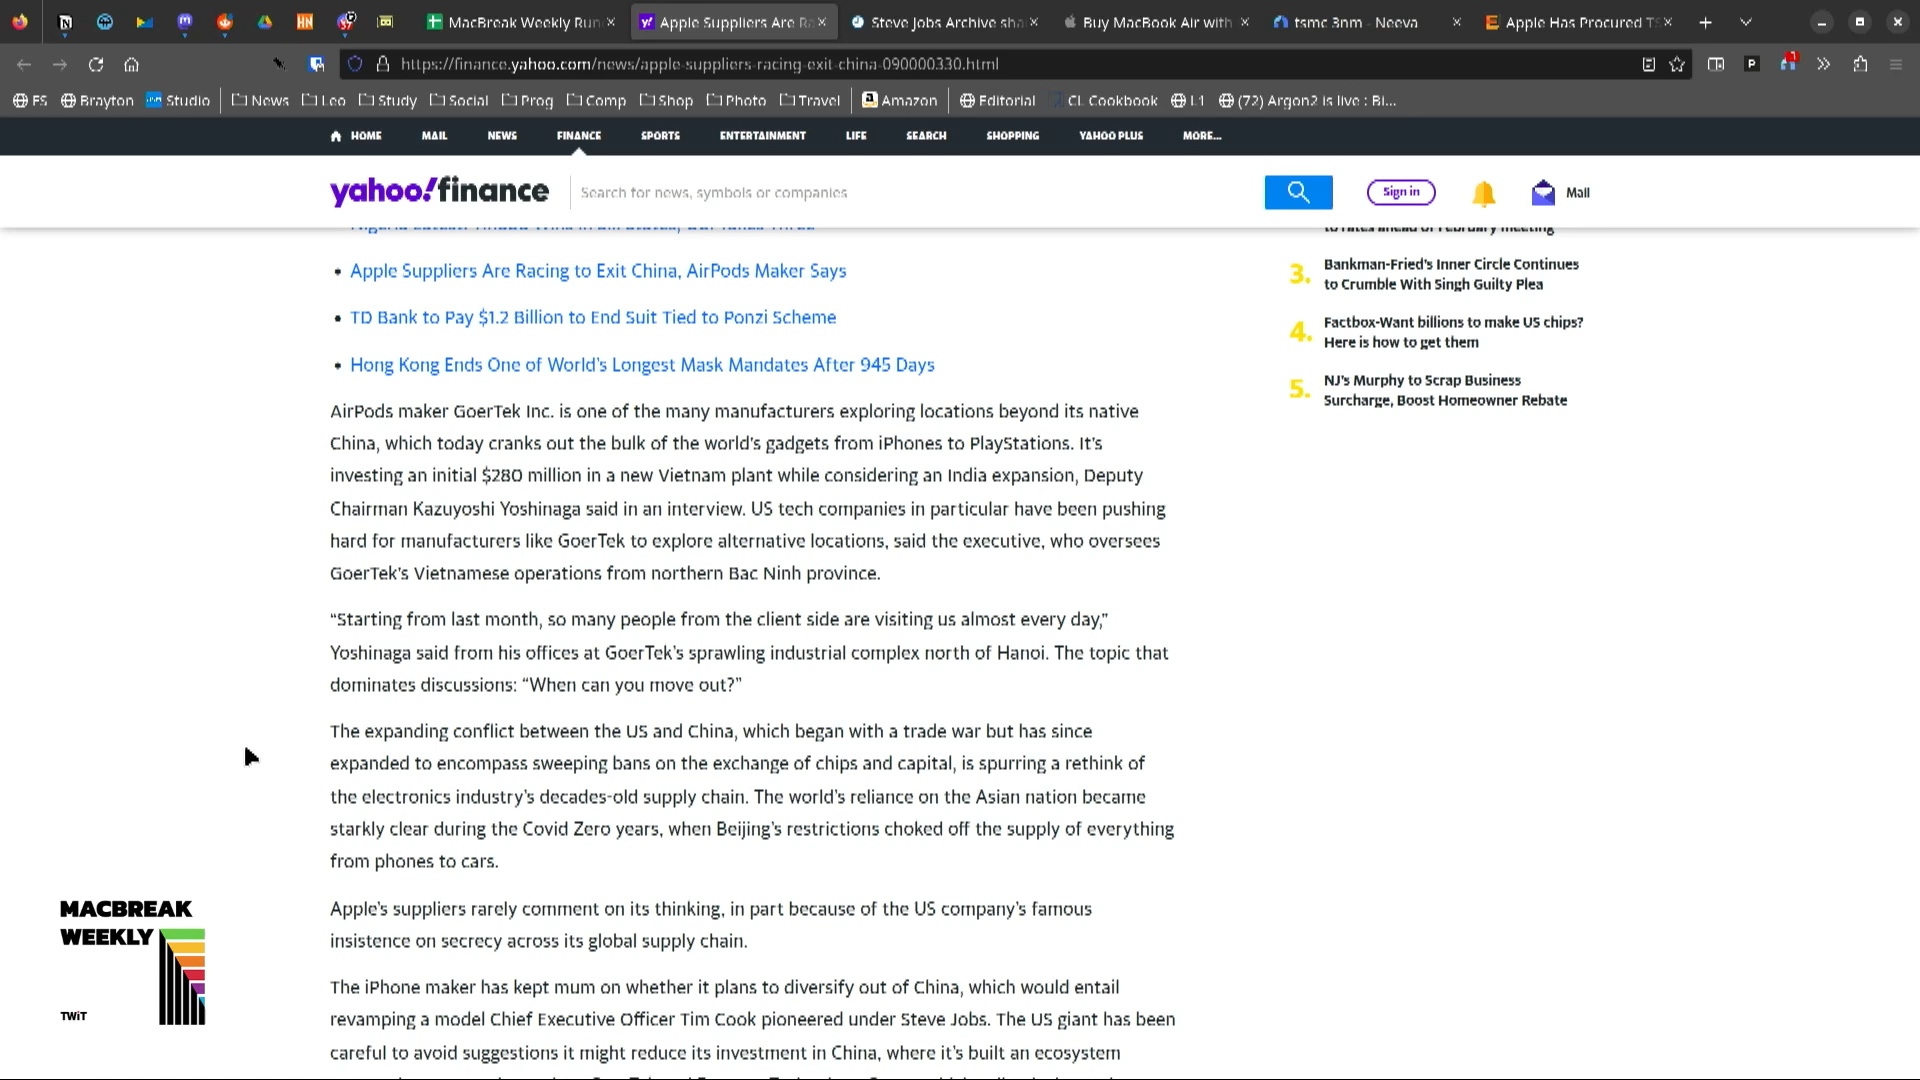 MacBreak Weekly Run
Apple Suppliers Are Ra
Steve Jobs Archive sha
Buy MacBook Air with
tsmc 3nm - Neeva
Apple Has Procured TS
https://finance.yahoo.com/news/apple-suppliers-racing-exit-china-090000330.html
FS
Brayton
Studio
News
Leo
Study
Social
Prog
Comp
Shop
Photo
Travel
Amazon
Editorial
CL Cookbook
L1
(72) Argon2 is live : Bi...
HOME
MAIL
NEWS
FINANCE
SPORTS
ENTERTAINMENT
LIFE
SEARCH
SHOPPING
YAHOO PLUS
MORE...
yahoo!finance
Search for news, symbols or companies
Sign in
Mail
• Apple Suppliers Are Racing to Exit China, AirPods Maker Says
• TD Bank to Pay $1.2 Billion to End Suit Tied to Ponzi Scheme
• Hong Kong Ends One of World's Longest Mask Mandates After 945 Days
AirPods maker GoerTek Inc. is one of the many manufacturers exploring locations beyond its native
China, which today cranks out the bulk of the world's gadgets from iPhones to PlayStations. It's
investing an initial $280 million in a new Vietnam plant while considering an India expansion, Deputy
Chairman Kazuyoshi Yoshinaga said in an interview. US tech companies in particular have been pushing
hard for manufacturers like GoerTek to explore alternative locations, said the executive, who oversees
GoerTek's Vietnamese operations from northern Bac Ninh province.
“Starting from last month, so many people from the client side are visiting us almost every day,”
Yoshinaga said from his offices at GoerTek's sprawling industrial complex north of Hanoi. The topic that
dominates discussions: “When can you move out?”
The expanding conflict between the US and China, which began with a trade war but has since
expanded to encompass sweeping bans on the exchange of chips and capital, is spurring a rethink of
the electronics industry's decades-old supply chain. The world's reliance on the Asian nation became
starkly clear during the Covid Zero years, when Beijing's restrictions choked off the supply of everything
from phones to cars.
Apple's suppliers rarely comment on its thinking, in part because of the US company's famous
insistence on secrecy across its global supply chain.
The iPhone maker has kept mum on whether it plans to diversify out of China, which would entail
revamping a model Chief Executive Officer Tim Cook pioneered under Steve Jobs. The US giant has been
careful to avoid suggestions it might reduce its investment in China, where it's built an ecosystem
to rates ahead of February meeting
3. Bankman-Fried's Inner Circle Continues
to Crumble With Singh Guilty Plea
4. Factbox-Want billions to make US chips?
Here is how to get them
5. NJ's Murphy to Scrap Business
Surcharge, Boost Homeowner Rebate
MACBREAK
WEEKLY
TWiT